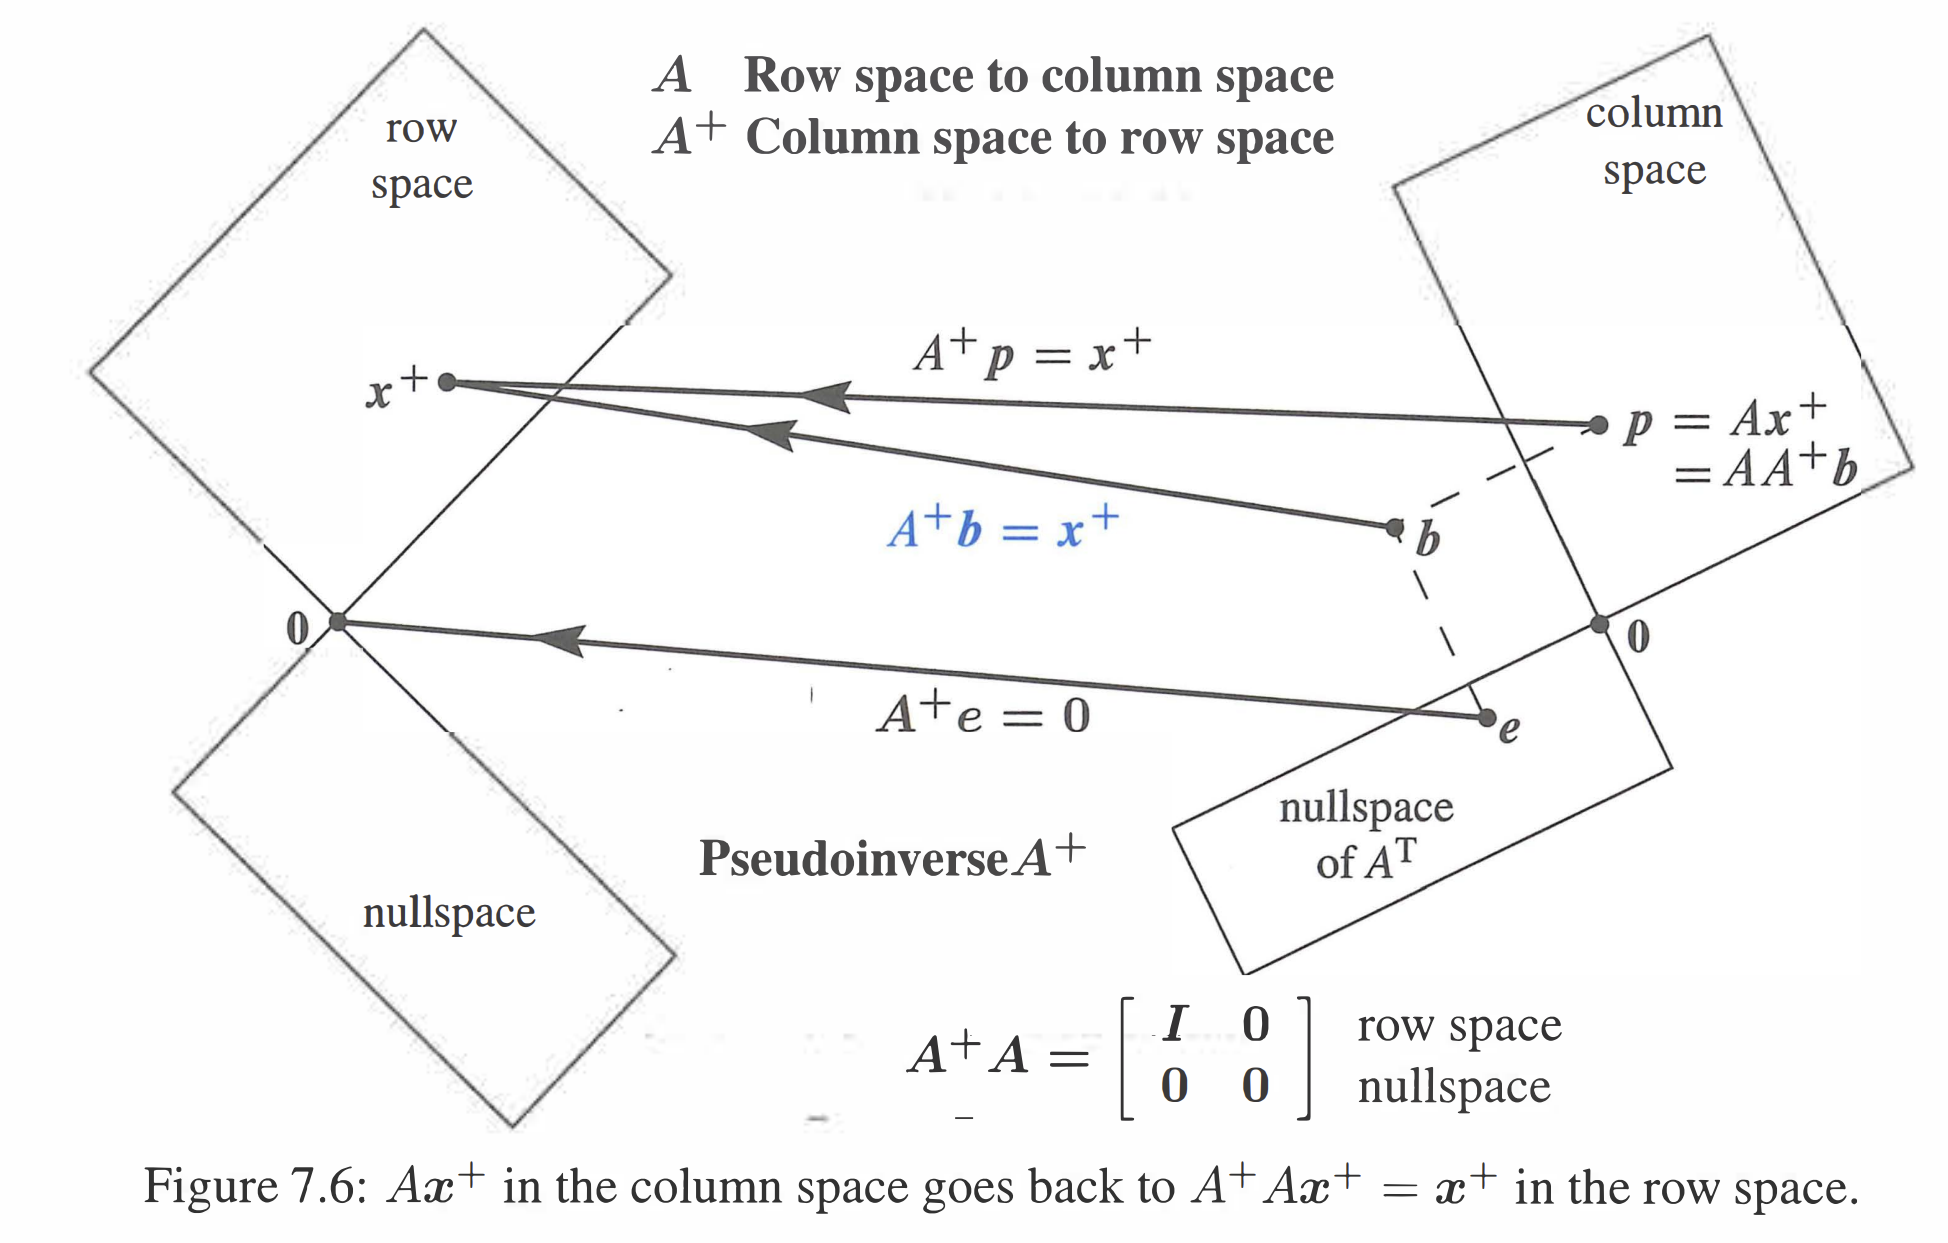 A Row space to column space
A⁺ Column space to row space
row
space
column
space
A⁺p = x⁺
x⁺
p = Ax⁺
= AA⁺b
A⁺b = x⁺
b
0
0
A⁺e = 0
e
nullspace
of Aᵀ
Pseudoinverse A⁺
nullspace
A⁺A = [ I 0 ] row space
[ 0 0 ] nullspace
Figure 7.6: Ax⁺ in the column space goes back to A⁺Ax⁺ = x⁺ in the row space.